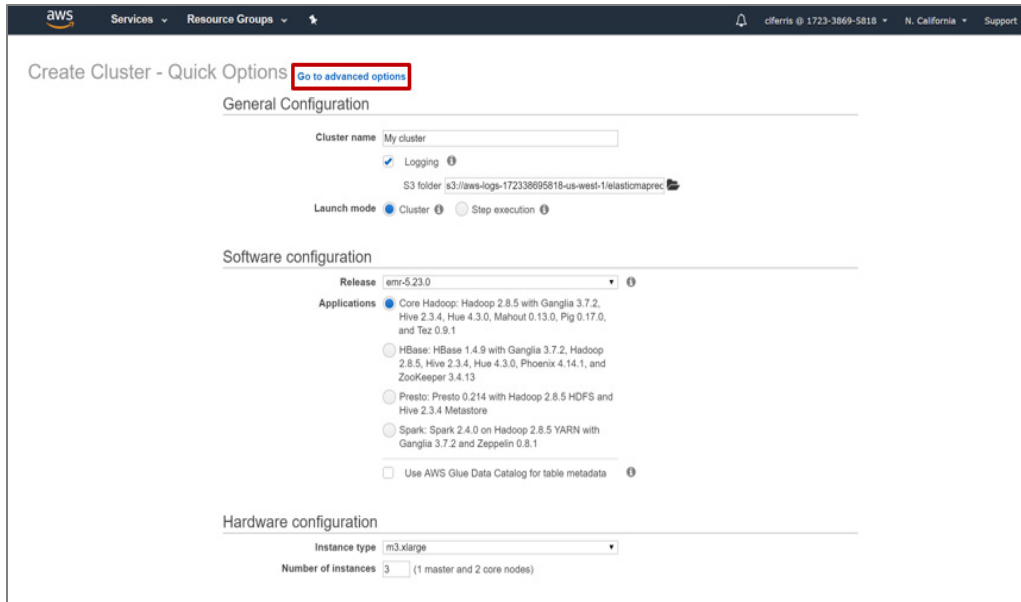 aws Services Resource Groups clferris @ 1723-3869-5818 N. California Support
Create Cluster - Quick Options Go to advanced options
General Configuration
Cluster name My cluster
Logging
S3 folder s3://aws-logs-172338695818-us-west-1/elasticmaprec
Launch mode Cluster Step execution
Software configuration
Release emr-5.23.0
Applications Core Hadoop: Hadoop 2.8.5 with Ganglia 3.7.2,
Hive 2.3.4, Hue 4.3.0, Mahout 0.13.0, Pig 0.17.0,
and Tez 0.9.1
HBase: HBase 1.4.9 with Ganglia 3.7.2, Hadoop
2.8.5, Hive 2.3.4, Hue 4.3.0, Phoenix 4.14.1, and
ZooKeeper 3.4.13
Presto: Presto 0.214 with Hadoop 2.8.5 HDFS and
Hive 2.3.4 Metastore
Spark: Spark 2.4.0 on Hadoop 2.8.5 YARN with
Ganglia 3.7.2 and Zeppelin 0.8.1
Use AWS Glue Data Catalog for table metadata
Hardware configuration
Instance type m3.xlarge
Number of instances 3 (1 master and 2 core nodes)